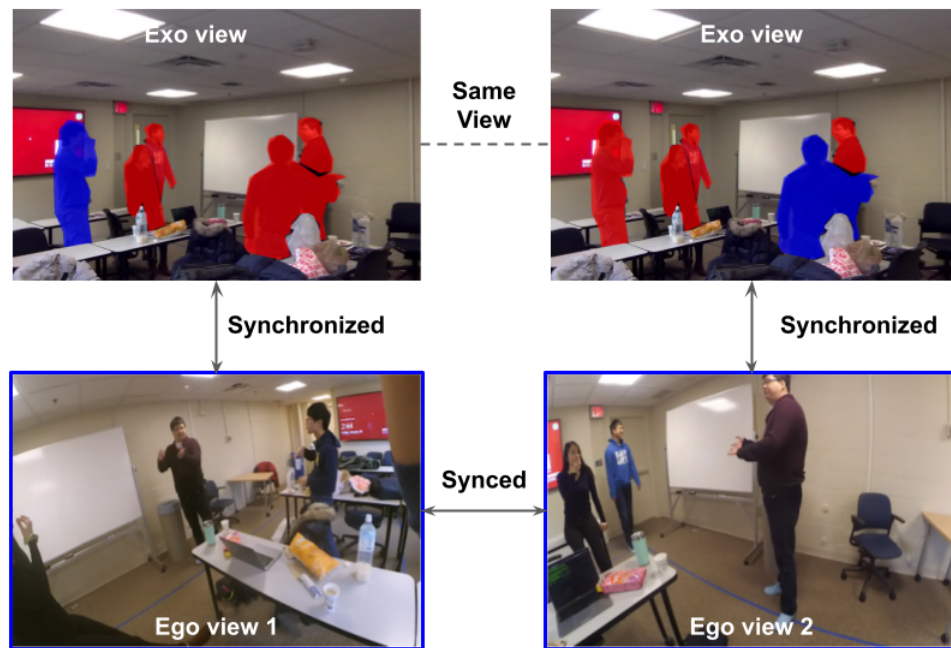 Exo view
Exo view
Same
View
Synchronized
Synchronized
Synced
Ego view 1
Ego view 2